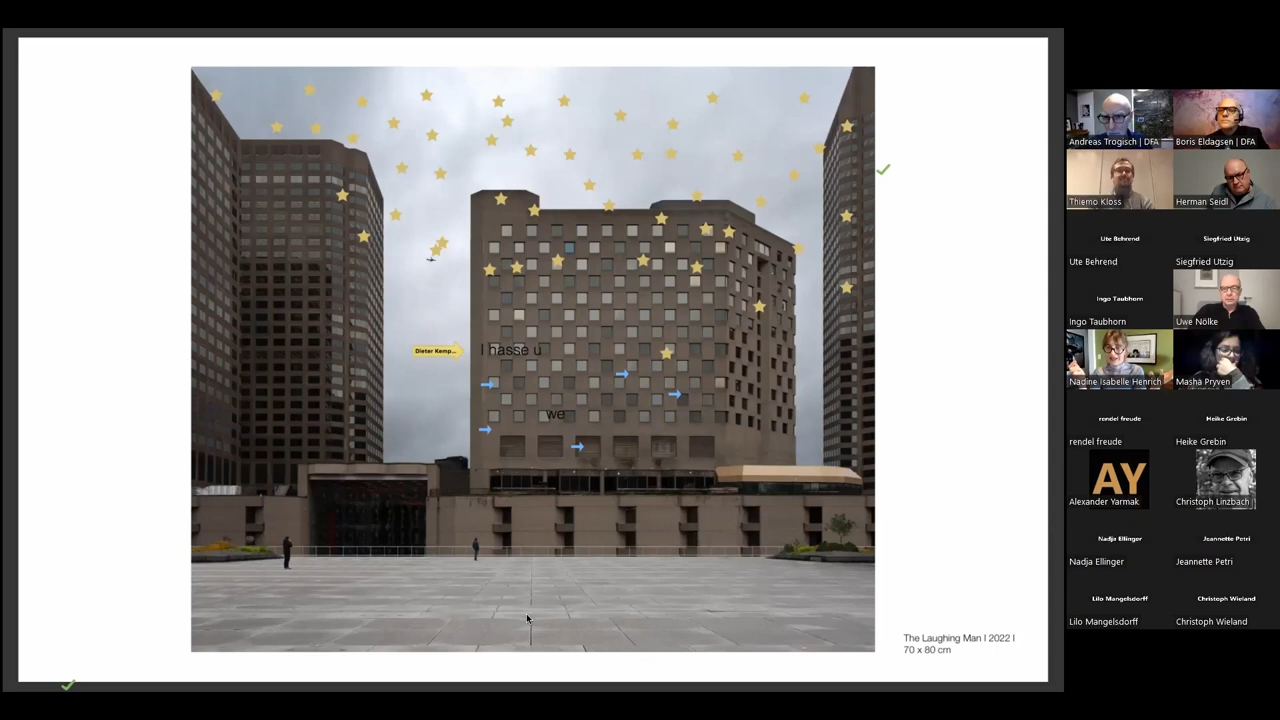 Dieter Kemp...
I hasse u
we
The Laughing Man I 2022 I
70 x 80 cm
Andreas Trogisch | DFA
Boris Eldagsen | DFA
Thiemo Kloss
Herman Seidl
Ute Behrend
Siegfried Utzig
Ute Behrend
Siegfried Utzig
Ingo Taubhorn
Ingo Taubhorn
Uwe Nölke
Nadine Isabelle Henrich
Masha Pryven
rendel freude
Heike Grebin
rendel freude
Heike Grebin
AY
Alexander Yarmak
Christoph Linzbach
Nadja Ellinger
Jeannette Petri
Nadja Ellinger
Jeannette Petri
Lilo Mangelsdorff
Christoph Wieland
Lilo Mangelsdorff
Christoph Wieland